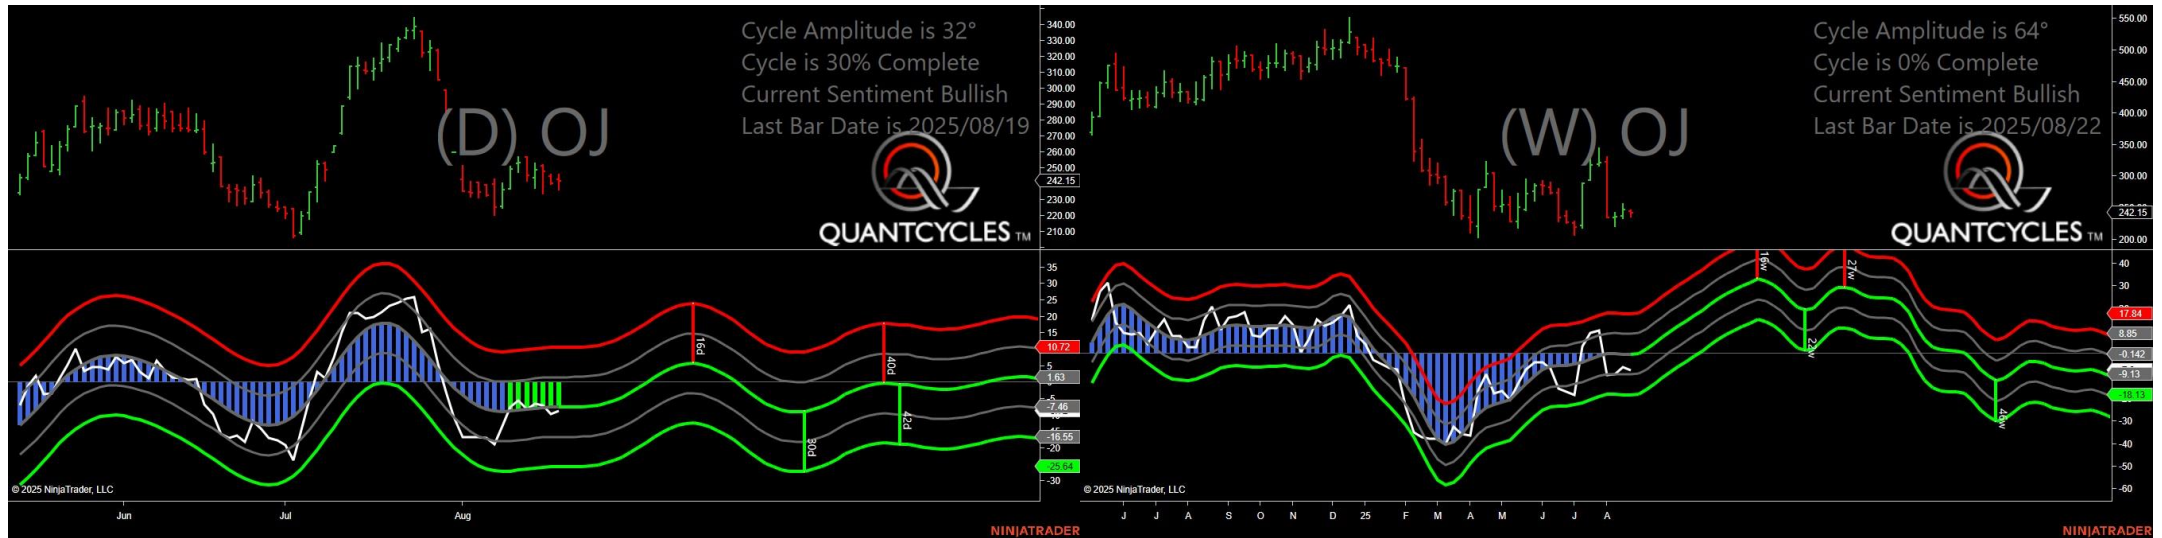 Cycle Amplitude is 32°
Cycle is 30% Complete
Current Sentiment Bullish
Last Bar Date is 2025/08/19
(D) OJ
QUANTCYCLES TM
340.00
320.00
310.00
300.00
290.00
280.00
270.00
260.00
250.00
242.15
230.00
220.00
210.00
35
30
25
20
15
10.72
5
1.63
-5
-7.46
-16.55
-20
-25.64
-30
16d
30d
40d
42d
© 2025 NinjaTrader, LLC
Jun
Jul
Aug
NINJATRADER
Cycle Amplitude is 64°
Cycle is 0% Complete
Current Sentiment Bullish
Last Bar Date is 2025/08/22
(W) OJ
QUANTCYCLES TM
550.00
500.00
450.00
400.00
350.00
300.00
242.15
200.00
40
30
17.84
8.85
-0.142
-9.13
-18.13
-30
-40
-50
-60
16w
22w
27w
© 2025 NinjaTrader, LLC
J
J
A
S
O
N
D
25
F
M
A
M
J
J
A
NINJATRADER